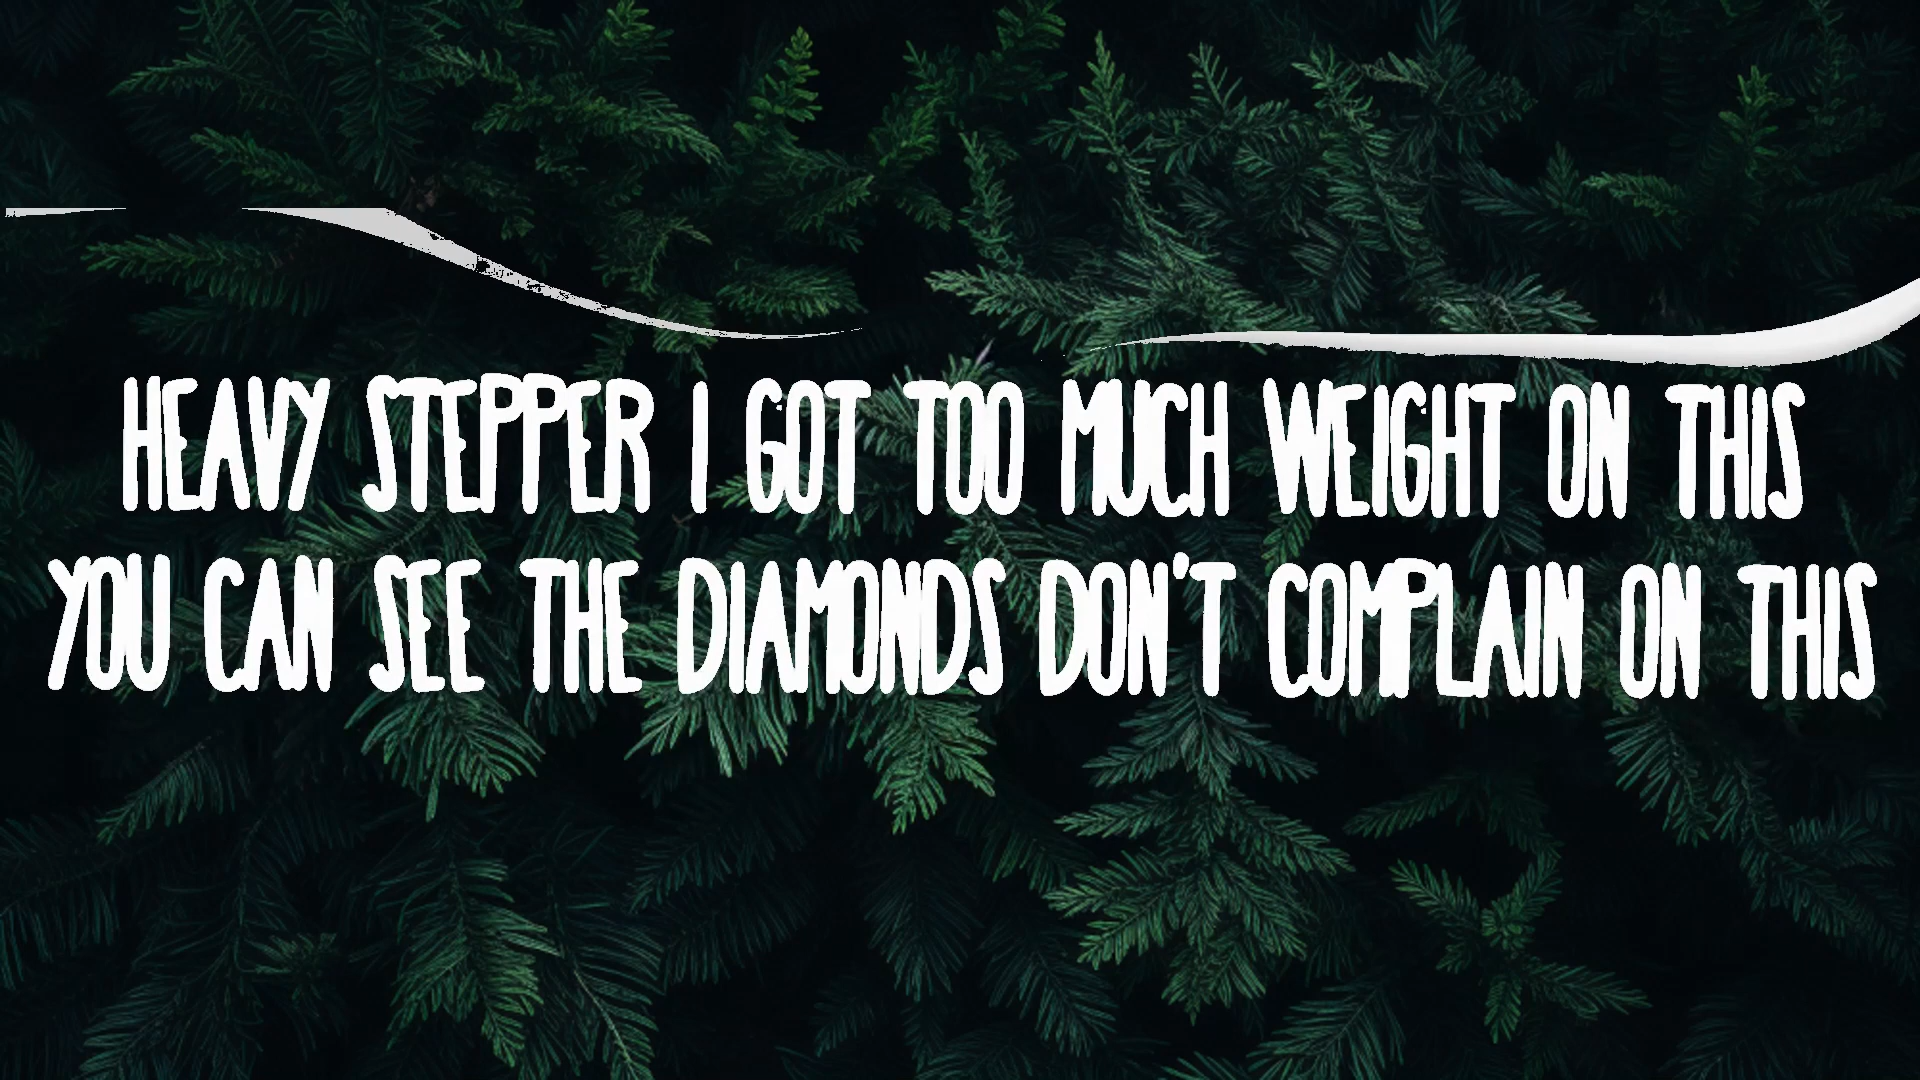 HEAVY STEPPER I GOT TOO MUCH WEIGHT ON THIS
YOU CAN SEE THE DIAMONDS DON'T COMPLAIN ON THIS